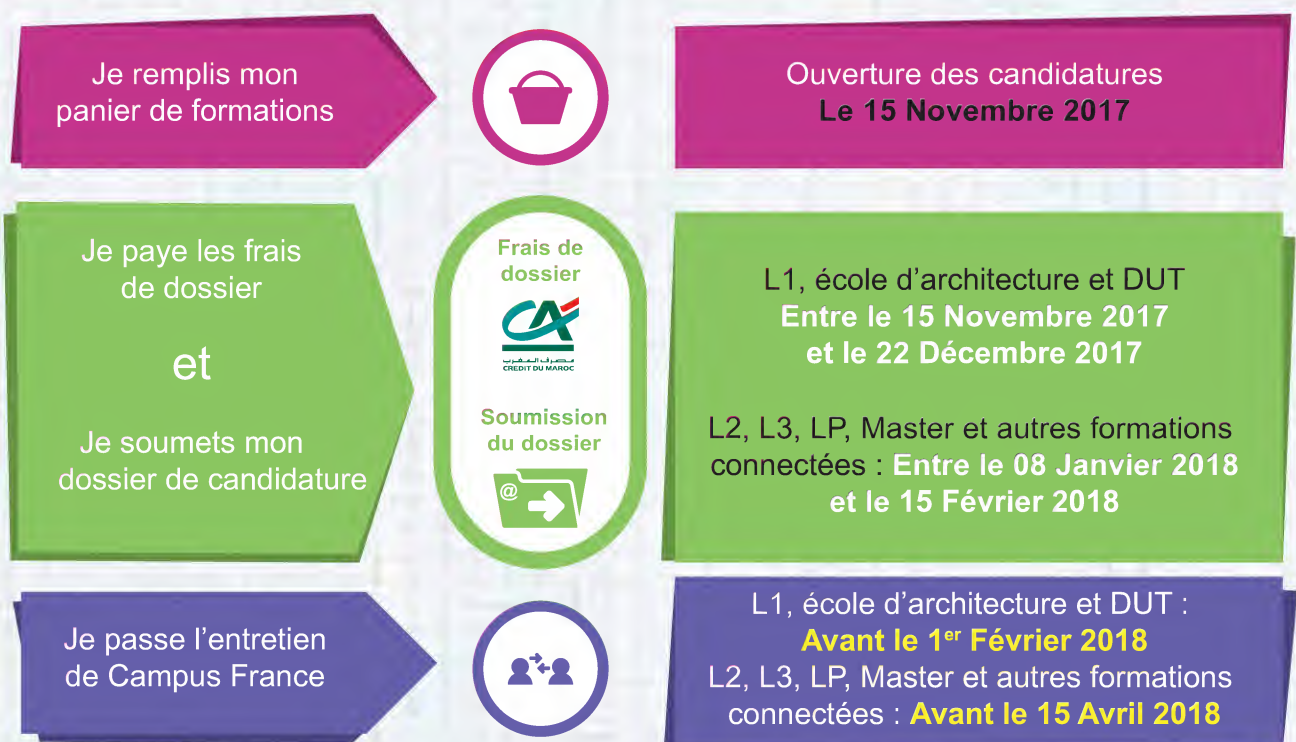 Je remplis mon
panier de formations
Ouverture des candidatures
Le 15 Novembre 2017
Je paye les frais
de dossier
et
Je soumets mon
dossier de candidature
Frais de
dossier
CA
مصرف المغرب
CREDIT DU MAROC
Soumission
du dossier
@
L1, école d’architecture et DUT
Entre le 15 Novembre 2017
et le 22 Décembre 2017
L2, L3, LP, Master et autres formations
connectées : Entre le 08 Janvier 2018
et le 15 Février 2018
Je passe l’entretien
de Campus France
L1, école d’architecture et DUT :
Avant le 1er Février 2018
L2, L3, LP, Master et autres formations
connectées : Avant le 15 Avril 2018